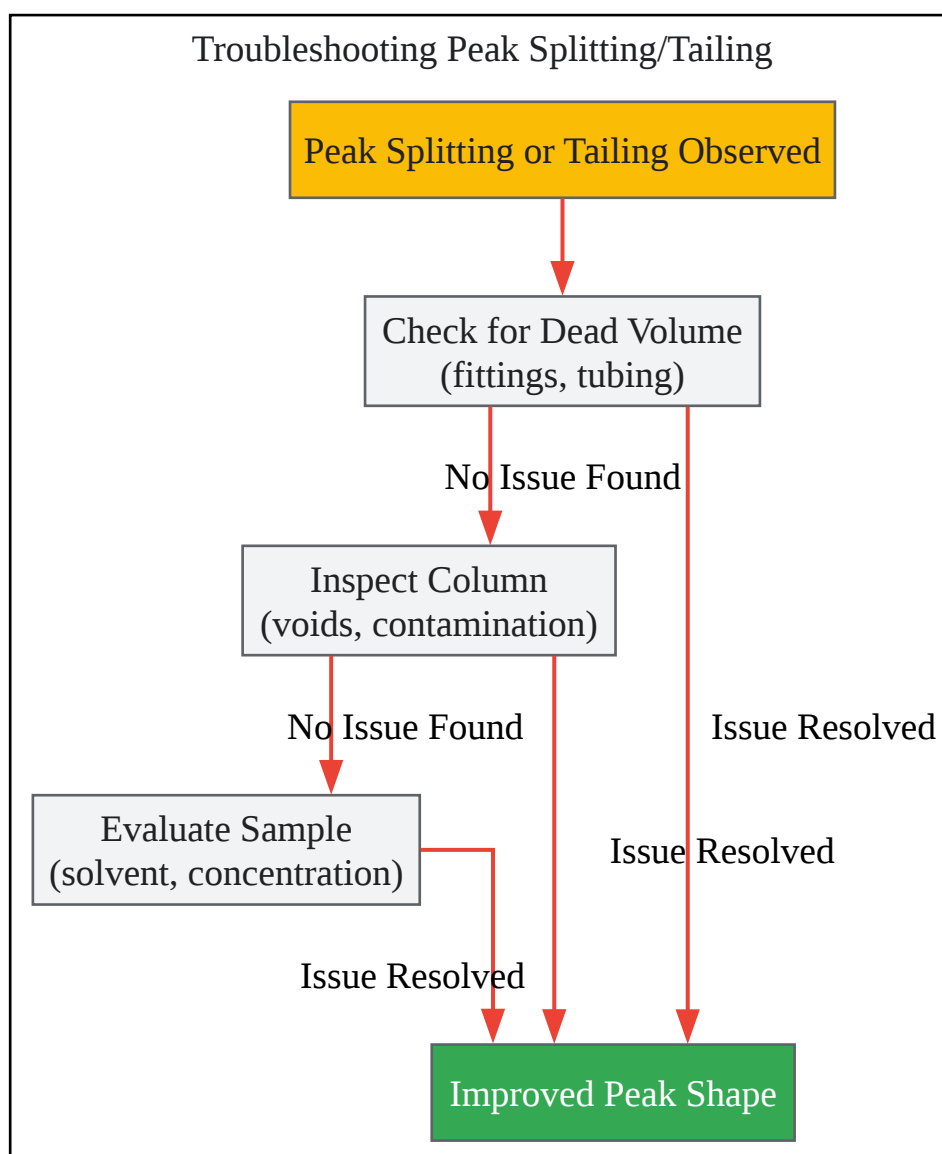 Troubleshooting Peak Splitting/Tailing
Peak Splitting or Tailing Observed
Check for Dead Volume
(fittings, tubing)
No Issue Found
Inspect Column
(voids, contamination)
No Issue Found
Issue Resolved
Evaluate Sample
(solvent, concentration)
Issue Resolved
Issue Resolved
Improved Peak Shape